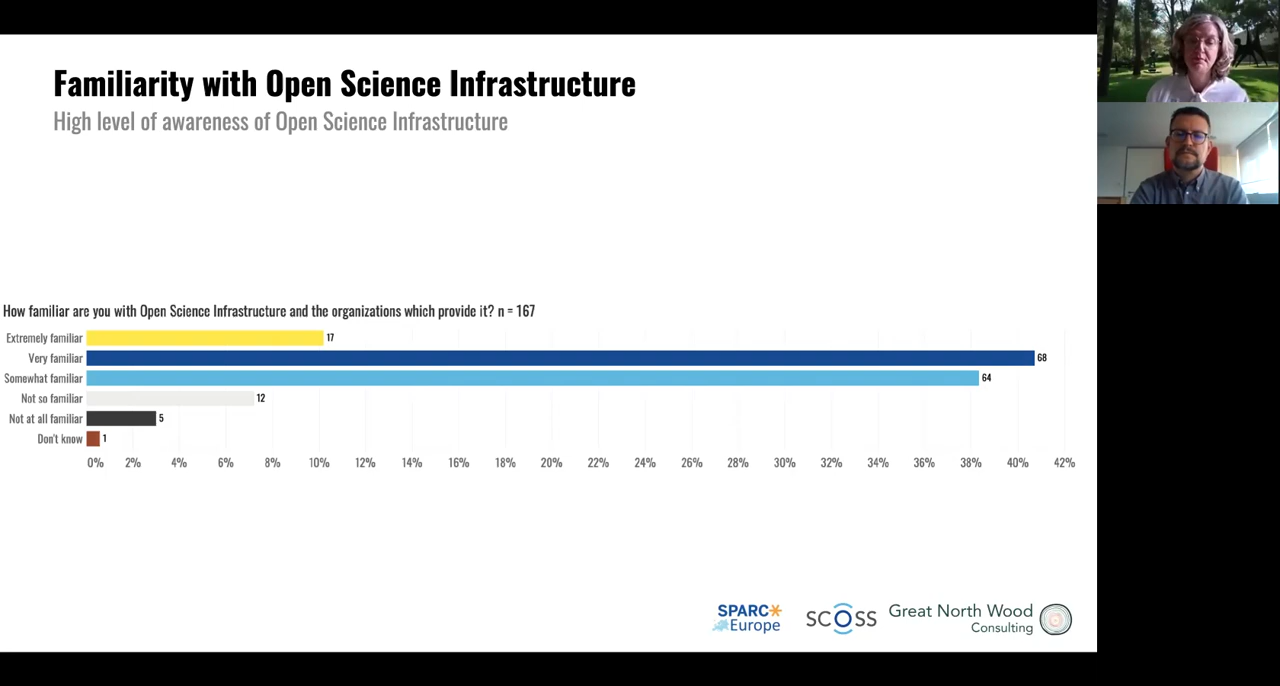 Familiarity with Open Science Infrastructure
High level of awareness of Open Science Infrastructure
How familiar are you with Open Science Infrastructure and the organizations which provide it? n = 167
Extremely familiar 17
Very familiar 68
Somewhat familiar 64
Not so familiar 12
Not at all familiar 5
Don't know 1
0% 2% 4% 6% 8% 10% 12% 14% 16% 18% 20% 22% 24% 26% 28% 30% 32% 34% 36% 38% 40% 42%
SPARC
Europe
SCOSS
Great North Wood
Consulting